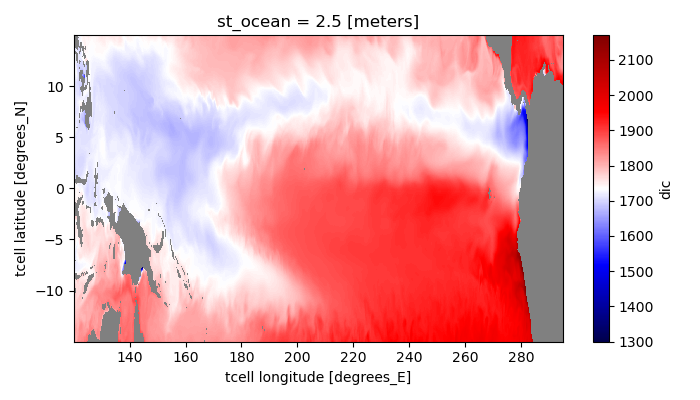 st_ocean = 2.5 [meters]
10
5
0
−5
−10
tcell latitude [degrees_N]
140 160 180 200 220 240 260 280
tcell longitude [degrees_E]
2100
2000
1900
1800
1700
1600
1500
1400
1300
dic